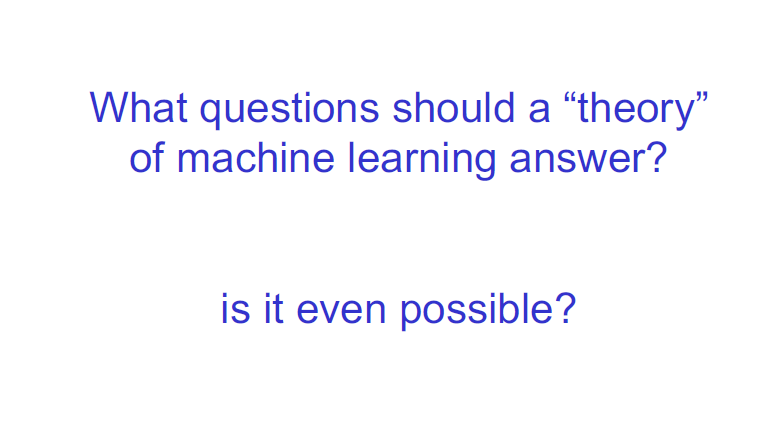 What questions should a “theory”
of machine learning answer?
is it even possible?